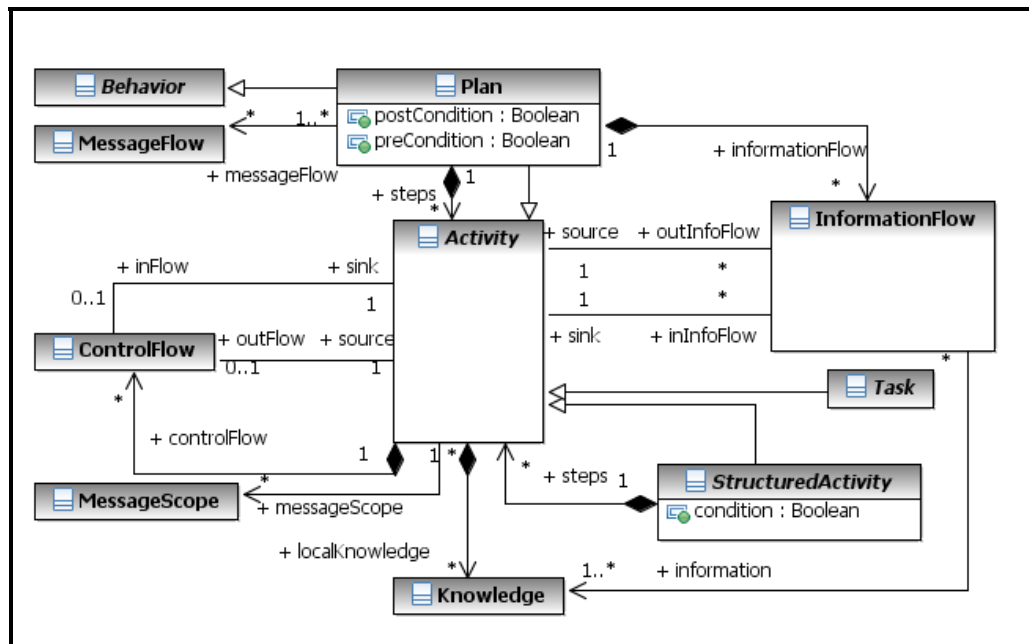 Behavior
Plan
postCondition : Boolean
preCondition : Boolean
* 1..*
MessageFlow
+ messageFlow
1
+ informationFlow
*
+ steps
1
*
Activity
InformationFlow
+ source + outInfoFlow
1 *
1 *
+ sink + inInfoFlow
+ inFlow + sink
0..1 1
ControlFlow
+ outFlow + source
0..1 1
*
*
Task
+ controlFlow
1
1 *
* + steps 1
StructuredActivity
condition : Boolean
*
MessageScope
+ messageScope
+ localKnowledge
*
Knowledge
1..* + information